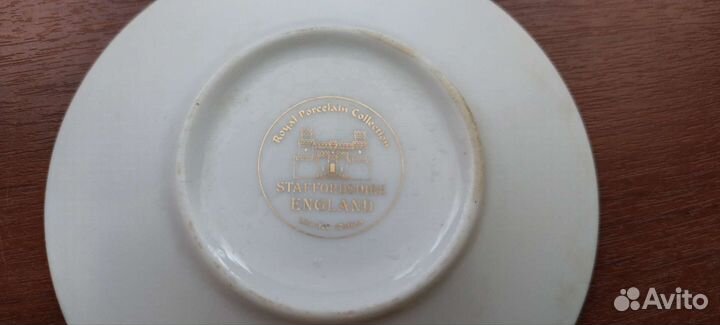 Royal Porcelain Collection
STAFFORDSHIRE
ENGLAND
Avito